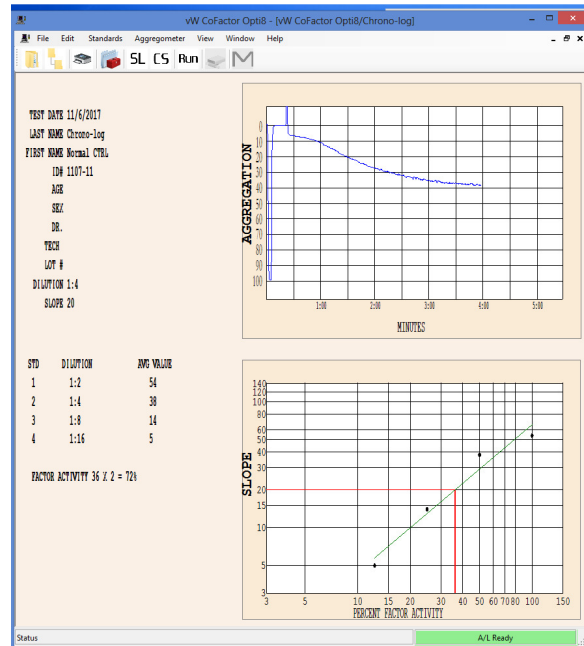 vW CoFactor Opti8 - [vW CoFactor Opti8/Chrono-log]
File Edit Standards Aggregometer View Window Help
SL CS Run
TEST DATE 11/6/2017
LAST NAME Chrono-log
FIRST NAME Normal CTRL
ID# 1107-11
AGE
SEX
DR.
TECH
LOT #
DILUTION 1:4
SLOPE 20
AGGREGATION
0
10
20
30
40
50
60
70
80
90
100
1:00 2:00 3:00 4:00 5:00
MINUTES
STD DILUTION AVG VALUE
1 1:2 54
2 1:4 38
3 1:8 14
4 1:16 5
FACTOR ACTIVITY 36 X 2 = 72%
SLOPE
140
120
100
80
60
50
40
30
20
15
10
5
3
3 5 10 15 20 30 40 50 60 70 80 100 150
PERCENT FACTOR ACTIVITY
Status A/L Ready